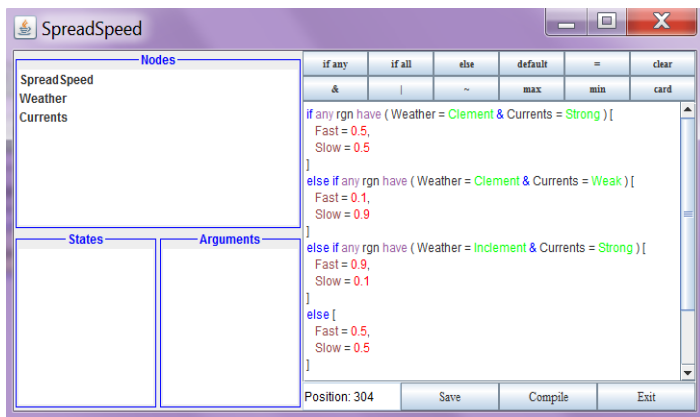 SpreadSpeed
Nodes
SpreadSpeed
Weather
Currents
States
Arguments
if any if all else default = clear
& | ~ max min card
if any rgn have ( Weather = Clement & Currents = Strong ) [
Fast = 0.5,
Slow = 0.5
]
else if any rgn have ( Weather = Clement & Currents = Weak ) [
Fast = 0.1,
Slow = 0.9
]
else if any rgn have ( Weather = Inclement & Currents = Strong ) [
Fast = 0.9,
Slow = 0.1
]
else [
Fast = 0.5,
Slow = 0.5
]
Position: 304 Save Compile Exit